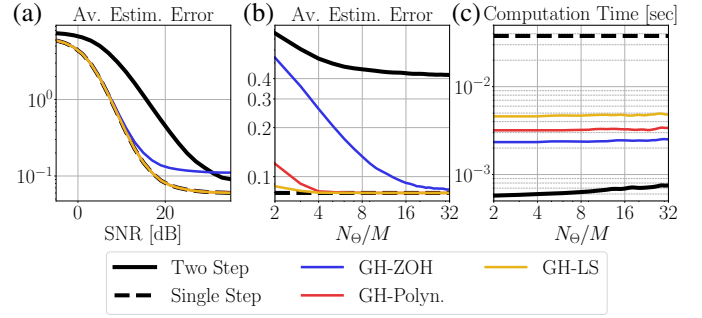 (a) Av. Estim. Error
(b) Av. Estim. Error
(c) Computation Time [sec]
10^0
10^{-1}
0 20
SNR [dB]
0.4
0.3
0.2
0.1
2 4 8 16 32
N_Θ/M
10^{-2}
10^{-3}
2 4 8 16 32
N_Θ/M
Two Step GH-ZOH GH-LS
Single Step GH-Polyn.